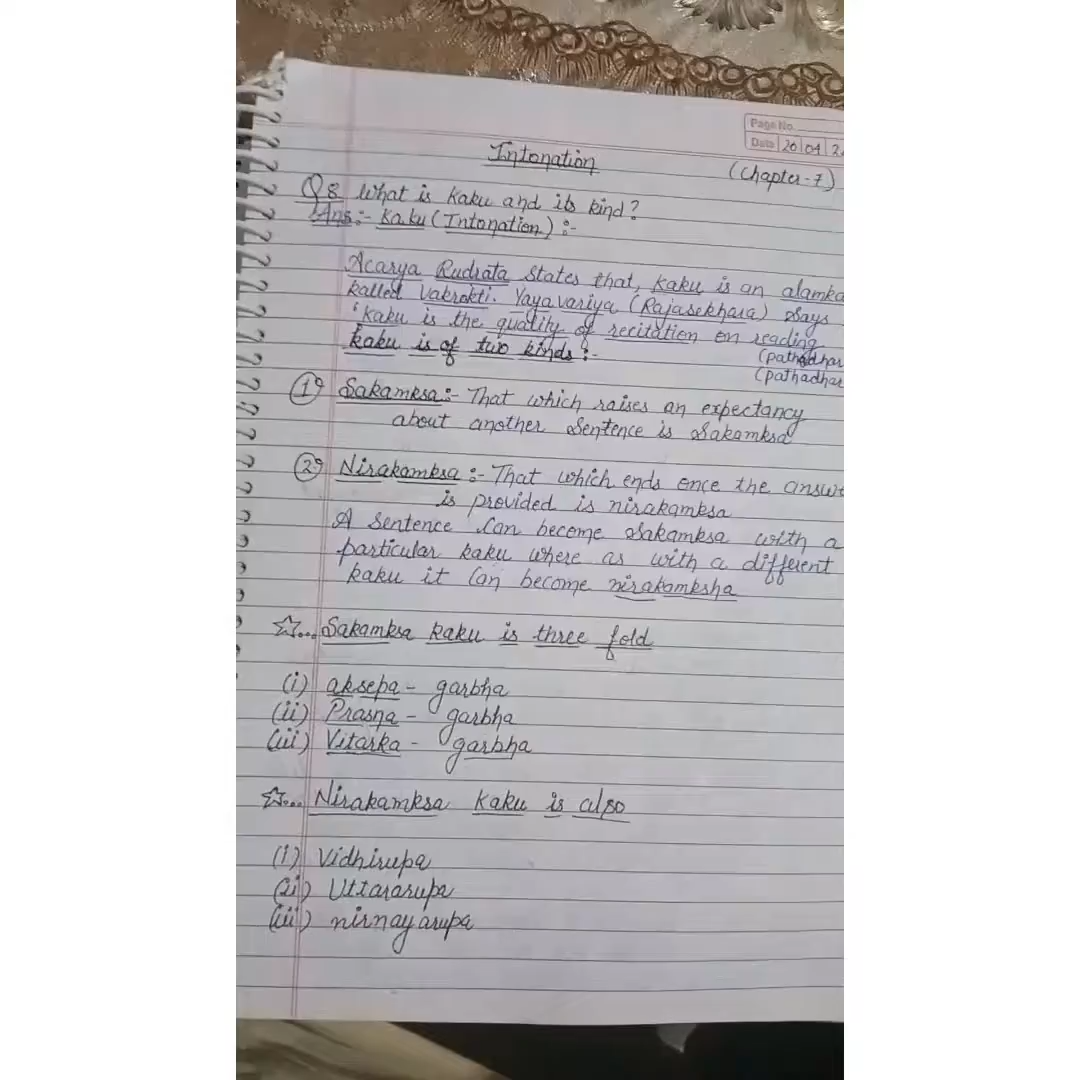 Page No.
Date 20 04 2
Intonation
(Chapter-7)
Q8 What is Kaku and its kind?
Ans:- Kaku (Intonation) :-
Acarya Rudrata states that, Kaku is an alamka
kalled Vakrokti. Yayavariya (Rajasekhara) Says
'Kaku is the quality of recitation on reading
(pathadhar
Kaku is of two kinds :-
(pathadhar
1) Sakamksa :- That which raises an expectancy
about another Sentence is Sakamksa
2) Nirakamksa :- That which ends once the answe
is provided is nirakamksa
A sentence can become Sakamksa with a
particular kaku where as with a different
kaku it can become nirakamksha
☆... Sakamksa Kaku is three fold
(i) aksepa - garbha
(ii) Prasna - garbha
(iii) Vitarka - garbha
☆... Nirakamksa Kaku is also
(i) Vidhirupa
(ii) Uttararupa
(iii) nirnayarupa